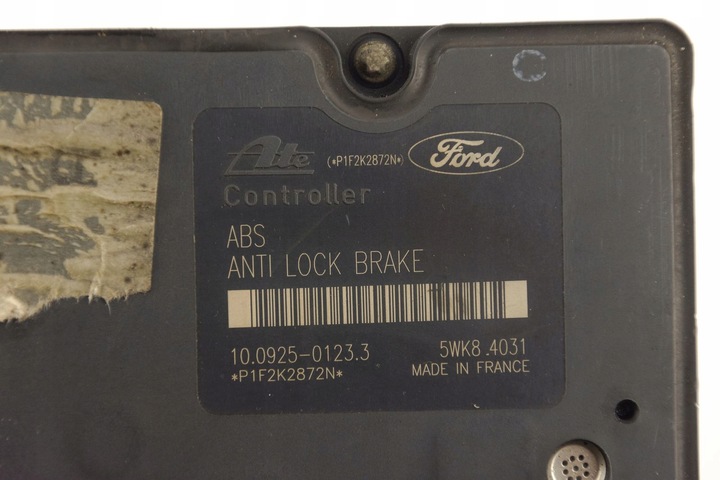 Ate (*P1F2K2872N*) Ford
Controller
ABS
ANTI LOCK BRAKE
10.0925-0123.3 5WK8.4031
*P1F2K2872N* MADE IN FRANCE